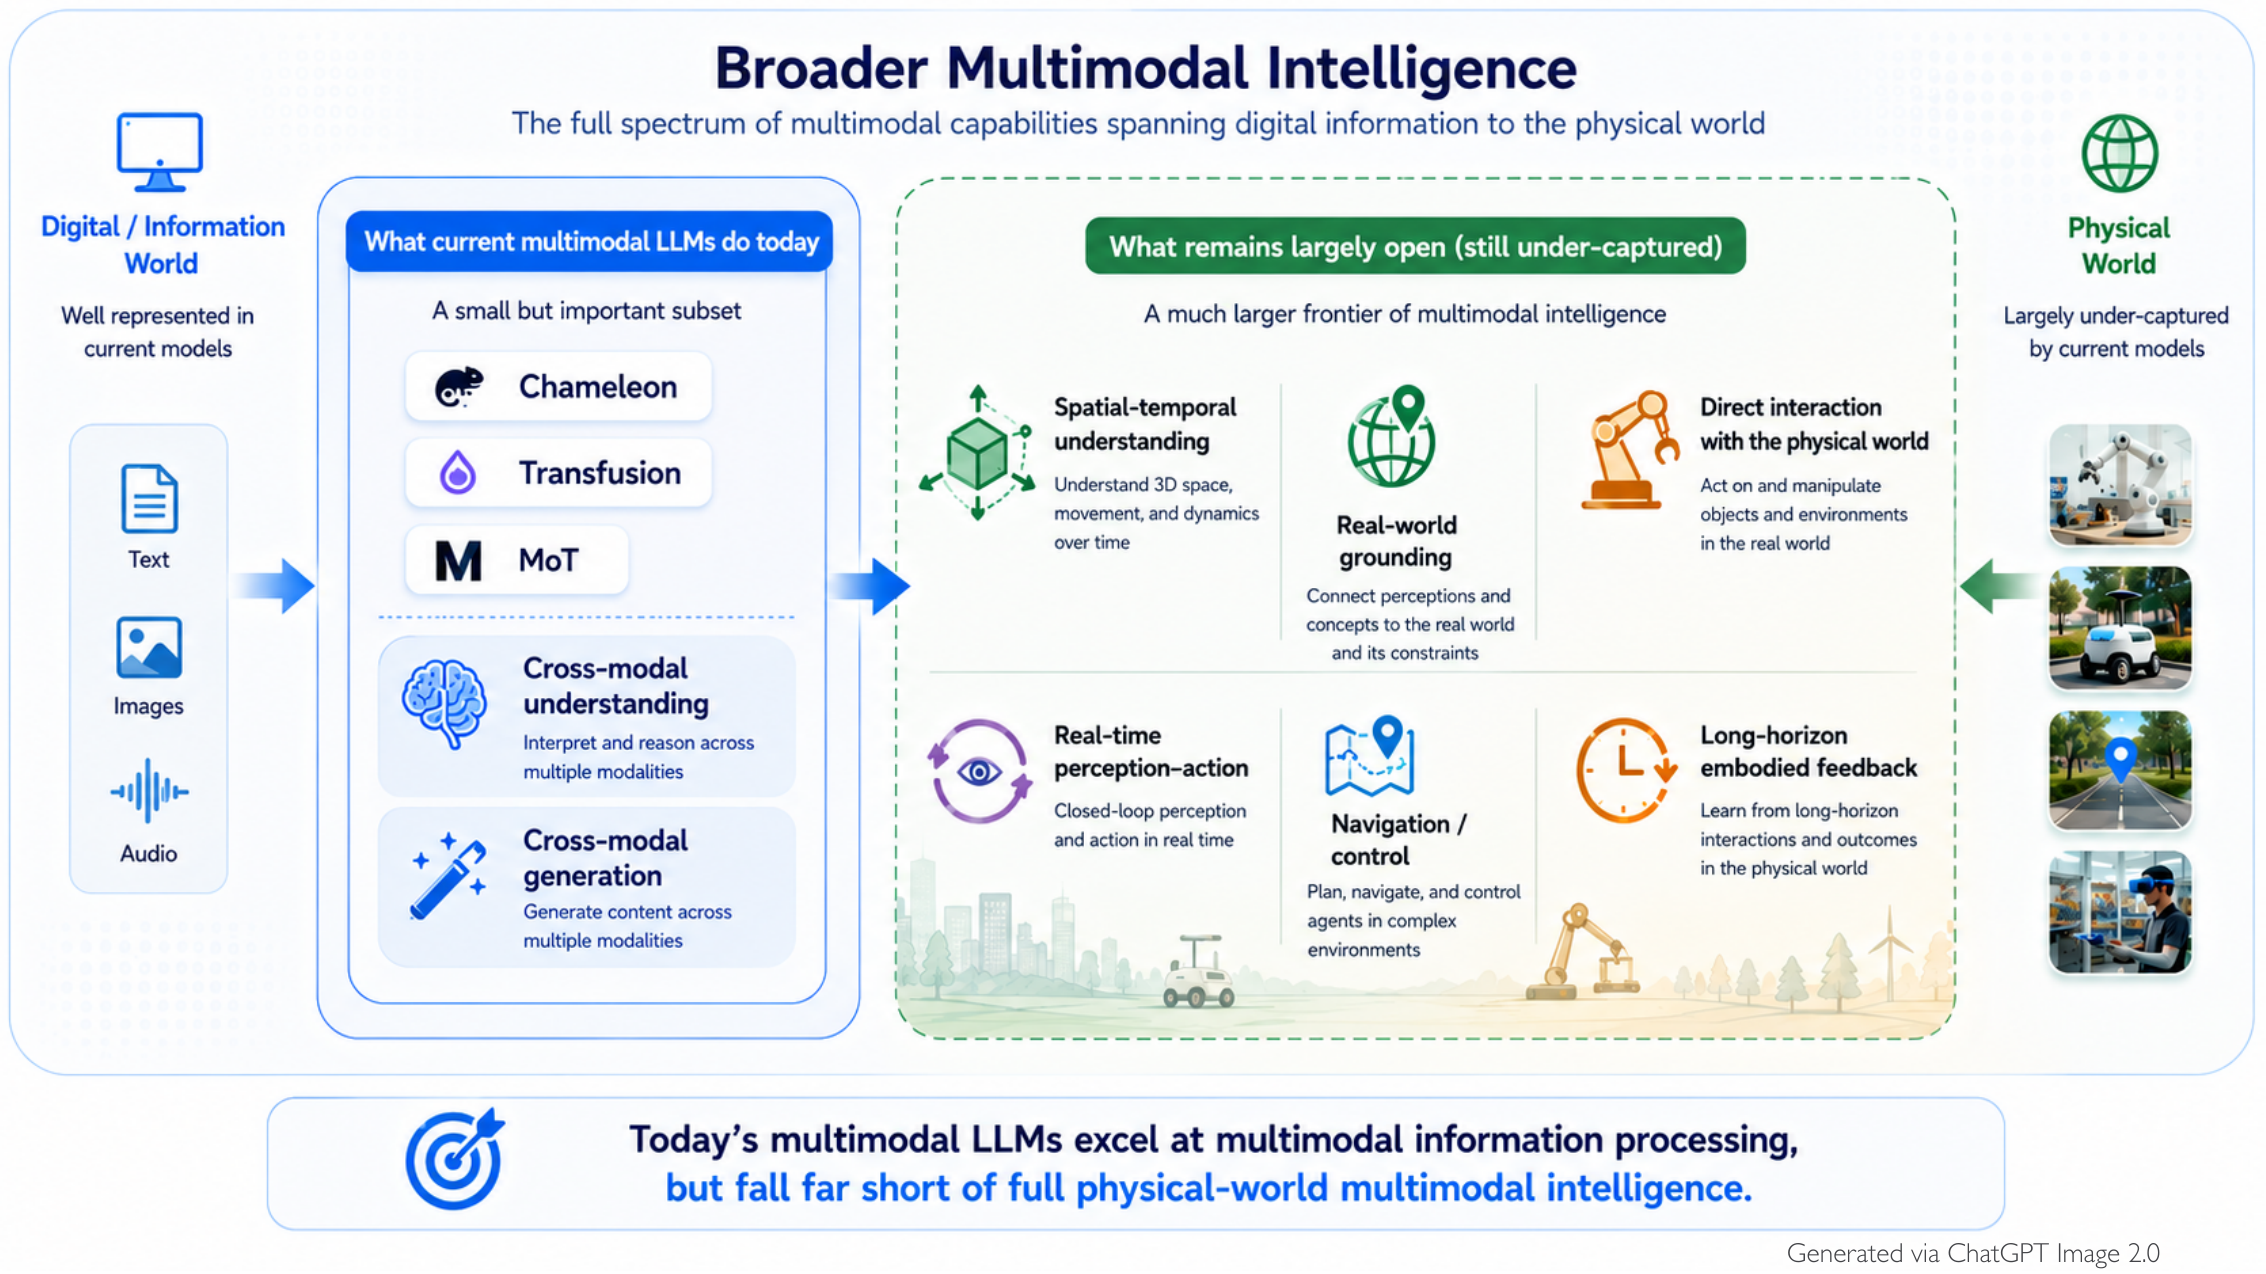 Broader Multimodal Intelligence
The full spectrum of multimodal capabilities spanning digital information to the physical world
Digital / Information
World
Well represented in
current models
Text
Images
Audio
What current multimodal LLMs do today
A small but important subset
Chameleon
Transfusion
M MoT
Cross-modal
understanding
Interpret and reason across
multiple modalities
Cross-modal
generation
Generate content across
multiple modalities
What remains largely open (still under-captured)
A much larger frontier of multimodal intelligence
Spatial-temporal
understanding
Understand 3D space,
movement, and dynamics
over time
Real-world
grounding
Connect perceptions and
concepts to the real world
and its constraints
Direct interaction
with the physical world
Act on and manipulate
objects and environments
in the real world
Real-time
perception–action
Closed-loop perception
and action in real time
Navigation /
control
Plan, navigate, and control
agents in complex
environments
Long-horizon
embodied feedback
Learn from long-horizon
interactions and outcomes
in the physical world
Physical
World
Largely under-captured
by current models
Today's multimodal LLMs excel at multimodal information processing,
but fall far short of full physical-world multimodal intelligence.
Generated via ChatGPT Image 2.0